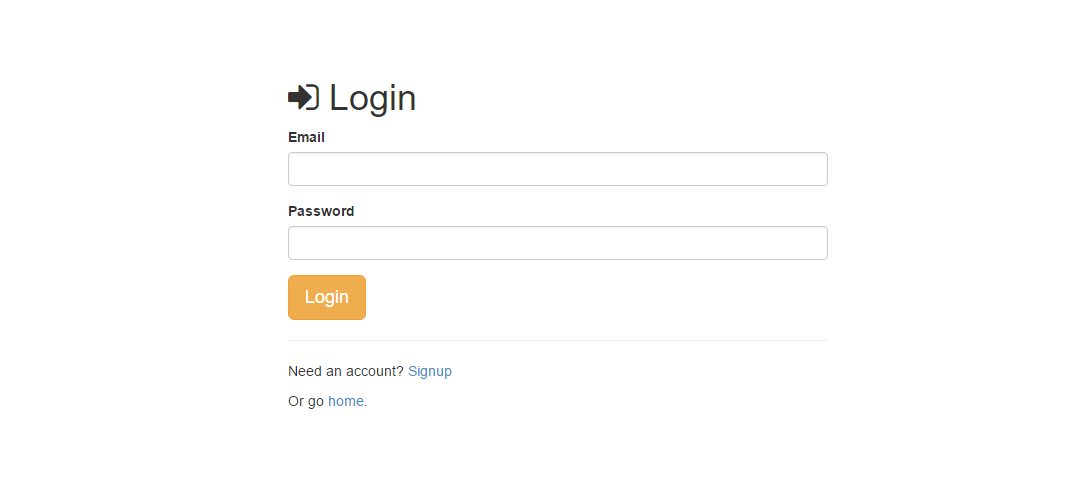 Login
Email
Password
Login
Need an account? Signup
Or go home.